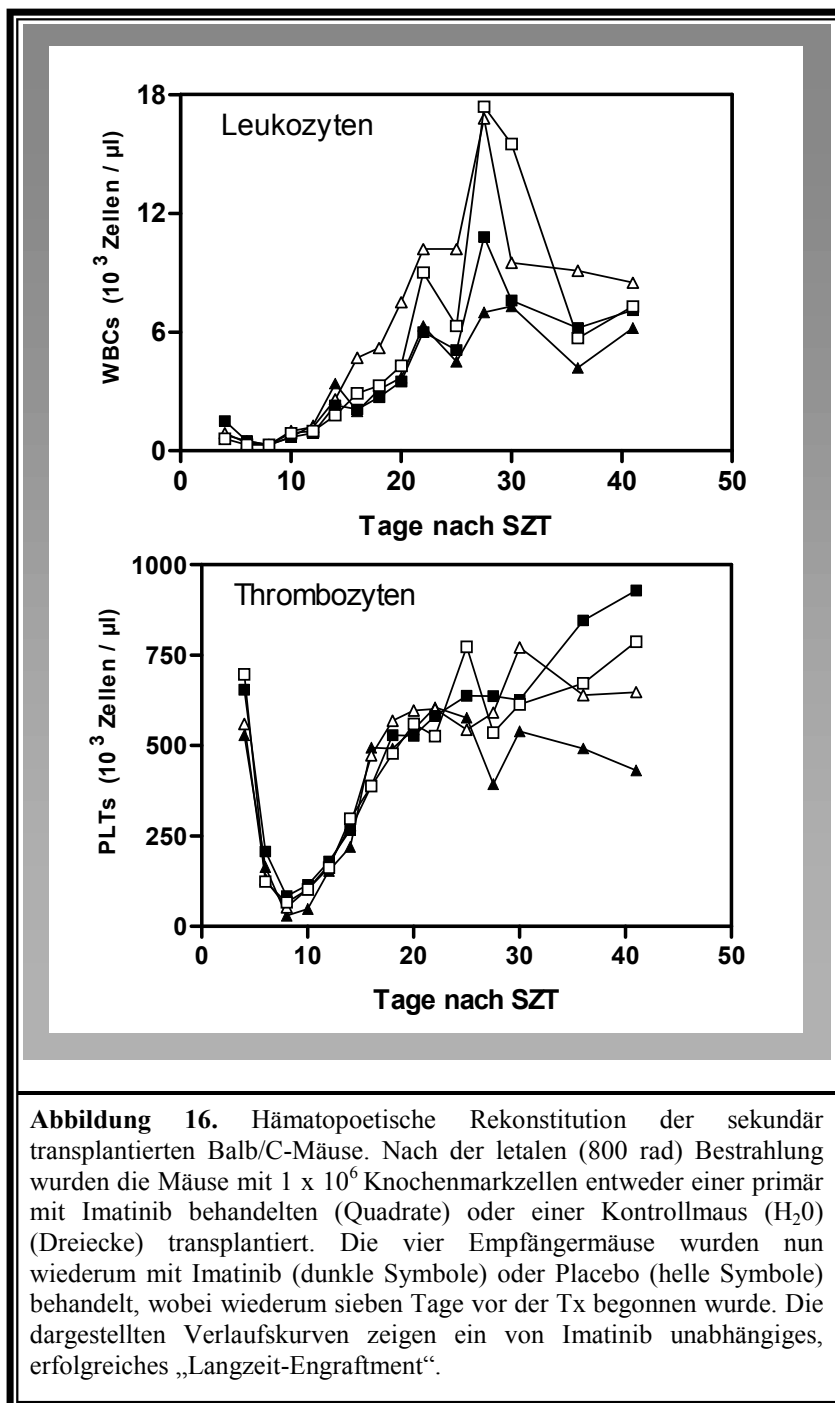 18
Leukozyten
12
6
0
WBCs (10 3 Zellen / µl)
0 10 20 30 40 50
Tage nach SZT
1000
Thrombozyten
750
500
250
0
PLTs (10 3 Zellen / µl)
0 10 20 30 40 50
Tage nach SZT
Abbildung 16. Hämatopoetische Rekonstitution der sekundär
transplantierten Balb/C-Mäuse. Nach der letalen (800 rad) Bestrahlung
wurden die Mäuse mit 1 x 10⁶ Knochenmarkzellen entweder einer primär
mit Imatinib behandelten (Quadrate) oder einer Kontrollmaus (H₂0)
(Dreiecke) transplantiert. Die vier Empfängermäuse wurden nun
wiederum mit Imatinib (dunkle Symbole) oder Placebo (helle Symbole)
behandelt, wobei wiederum sieben Tage vor der Tx begonnen wurde. Die
dargestellten Verlaufskurven zeigen ein von Imatinib unabhängiges,
erfolgreiches „Langzeit-Engraftment“.